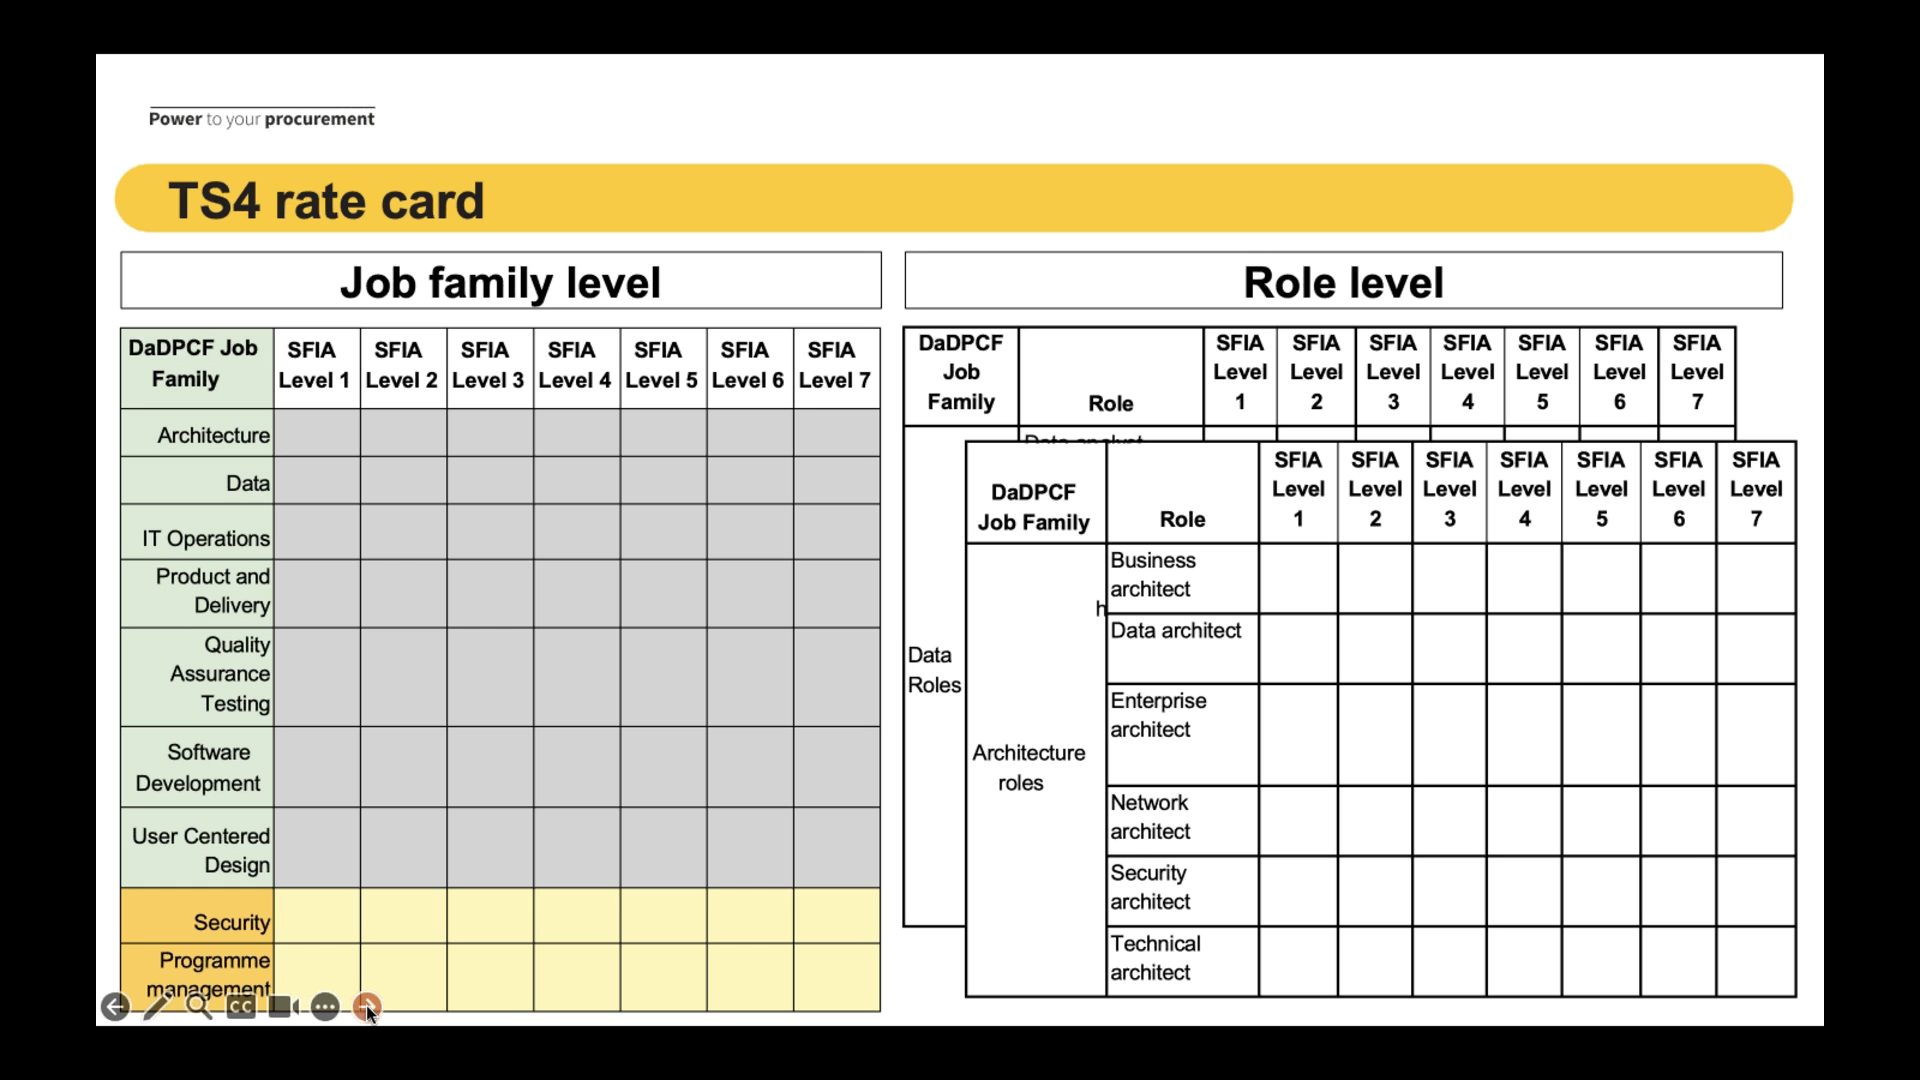 Power to your procurement
TS4 rate card
Job family level
DaDPCF Job
Family
SFIA
Level 1
SFIA
Level 2
SFIA
Level 3
SFIA
Level 4
SFIA
Level 5
SFIA
Level 6
SFIA
Level 7
Architecture
Data
IT Operations
Product and
Delivery
Quality
Assurance
Testing
Software
Development
User Centered
Design
Security
Programme
management
CC
Role level
DaDPCF
Job
Family
Role
SFIA
Level
1
SFIA
Level
2
SFIA
Level
3
SFIA
Level
4
SFIA
Level
5
SFIA
Level
6
SFIA
Level
7
Data analyst
h
Data
Roles
DaDPCF
Job Family
Role
SFIA
Level
1
SFIA
Level
2
SFIA
Level
3
SFIA
Level
4
SFIA
Level
5
SFIA
Level
6
SFIA
Level
7
Architecture
roles
Business
architect
Data architect
Enterprise
architect
Network
architect
Security
architect
Technical
architect